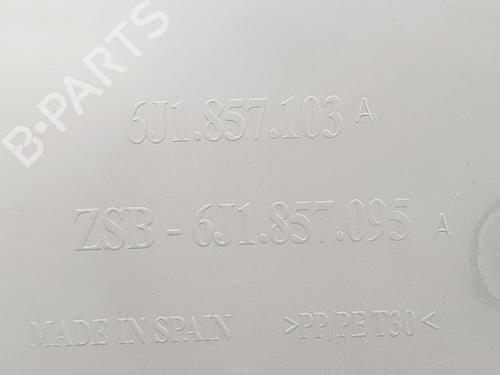 B-PARTS
6J1.857.103 A
ZSB - 6J1.857.095 A
MADE IN SPAIN >PP/PE T30<